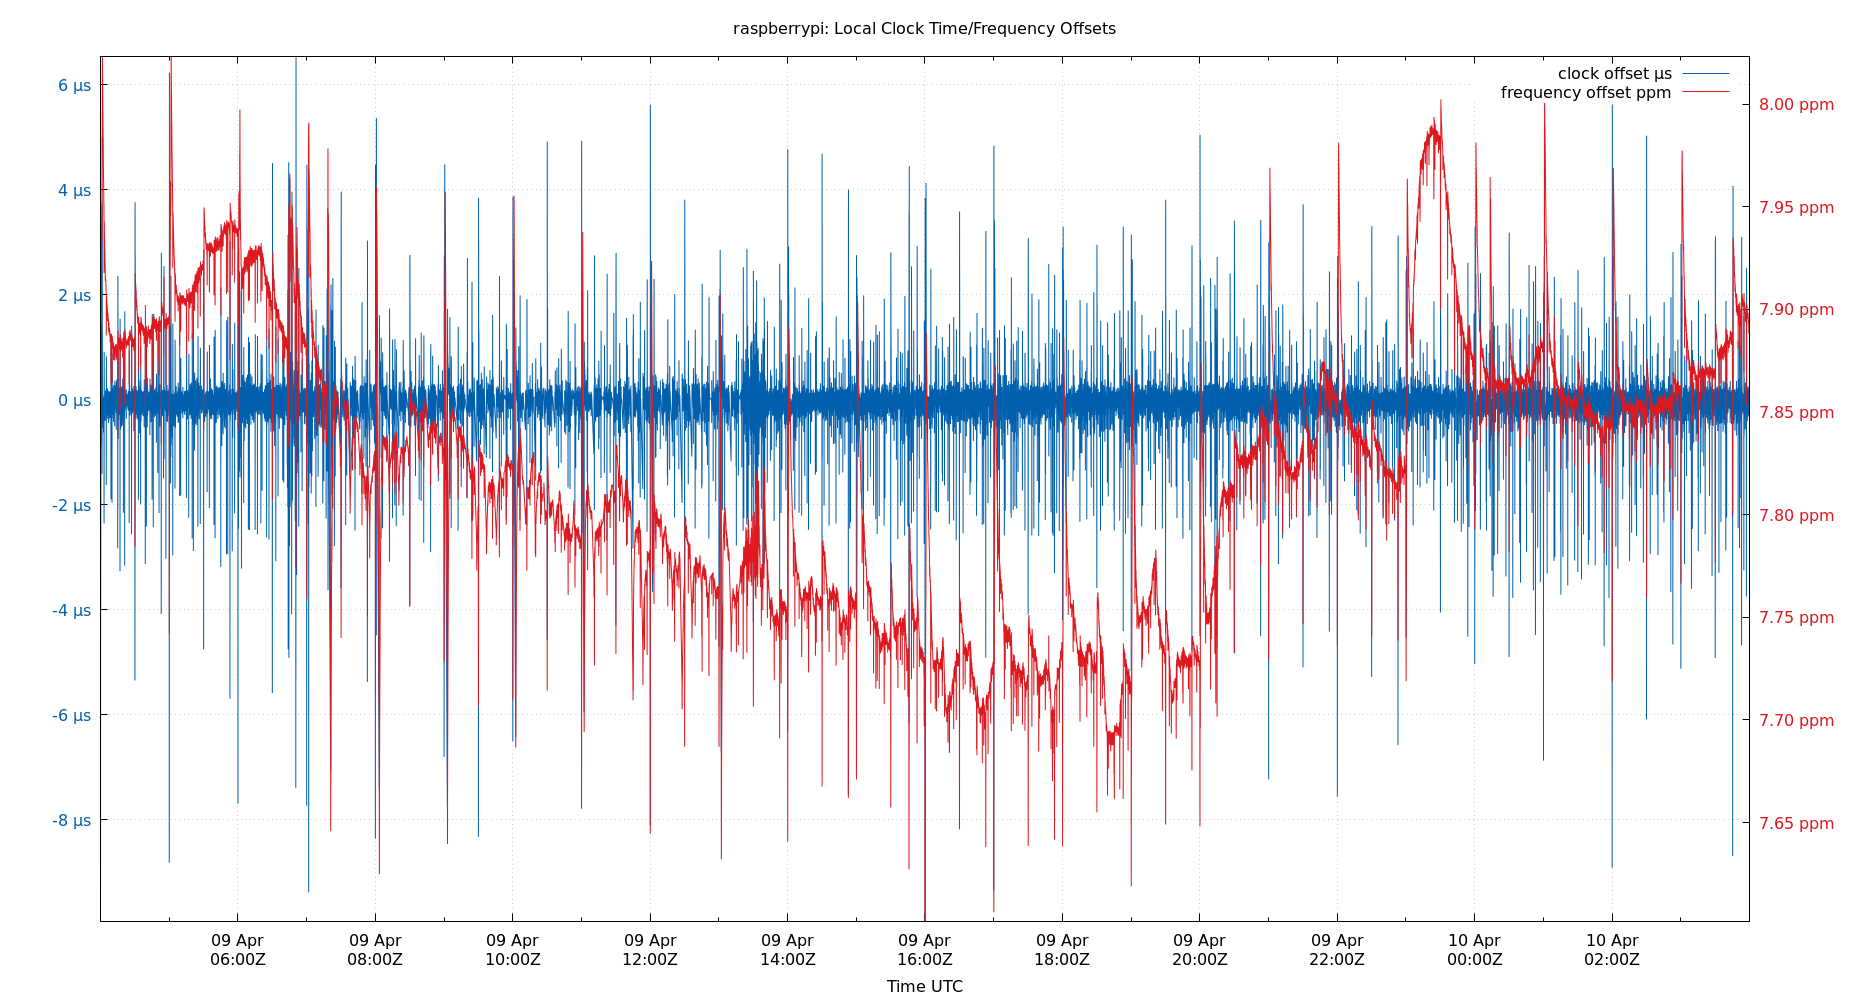 raspberrypi: Local Clock Time/Frequency Offsets
clock offset µs
frequency offset ppm
6 µs
4 µs
2 µs
0 µs
-2 µs
-4 µs
-6 µs
-8 µs
8.00 ppm
7.95 ppm
7.90 ppm
7.85 ppm
7.80 ppm
7.75 ppm
7.70 ppm
7.65 ppm
09 Apr 09 Apr 09 Apr 09 Apr 09 Apr 09 Apr 09 Apr 09 Apr 09 Apr 10 Apr 10 Apr
06:00Z 08:00Z 10:00Z 12:00Z 14:00Z 16:00Z 18:00Z 20:00Z 22:00Z 00:00Z 02:00Z
Time UTC